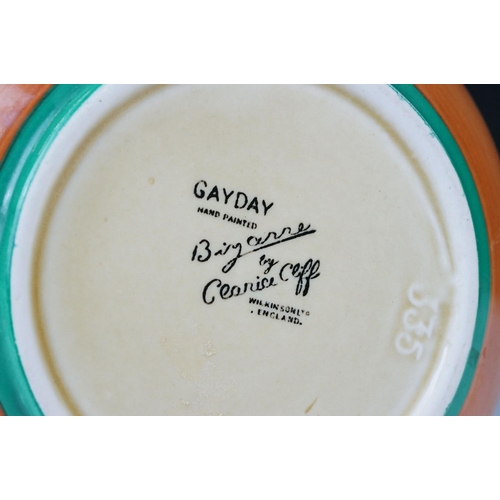 GAYDAY
HAND PAINTED
Bizarre
by
Clarice Cliff
WILKINSON LTD
ENGLAND.
335